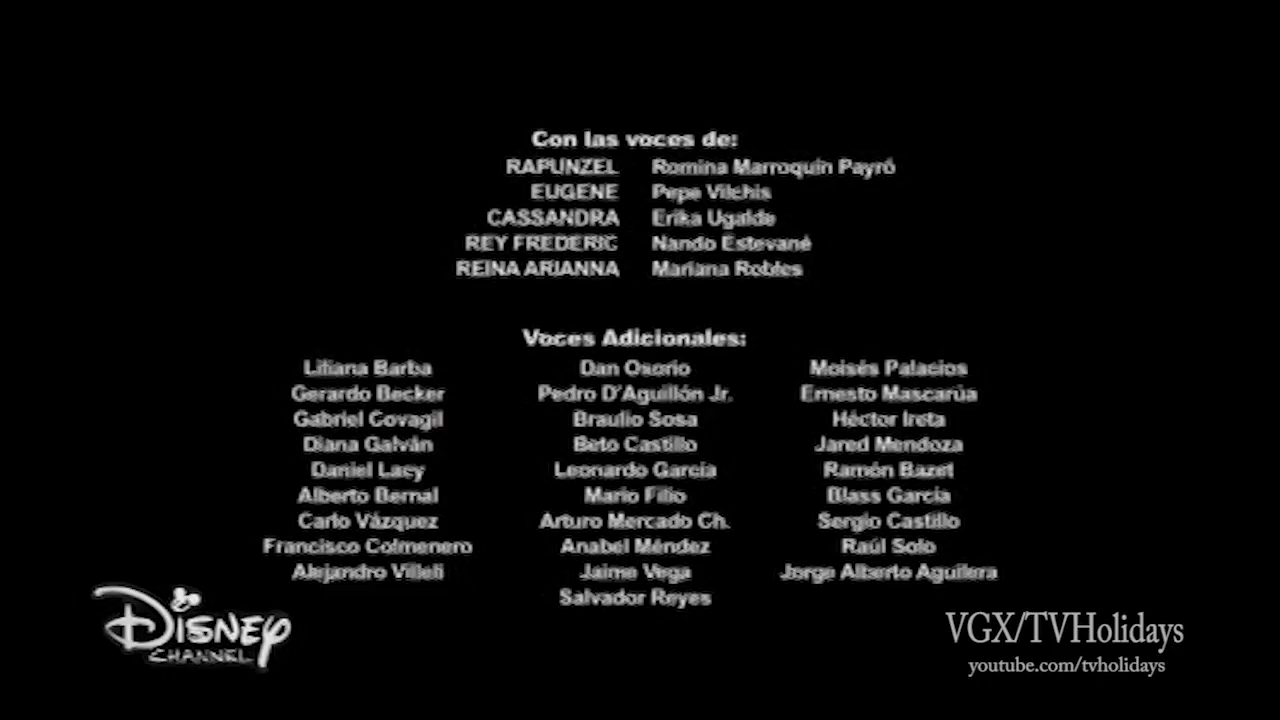 Con las voces de:
RAPUNZEL Romina Marroquín Payró
EUGENE Pepe Vilchis
CASSANDRA Erika Ugalde
REY FREDERIC Nando Estevané
REINA ARIANNA Mariana Robles
Voces Adicionales:
Liliana Barba Dan Osorio Moisés Palacios
Gerardo Becker Pedro D'Aguillón Jr. Ernesto Mascarúa
Gabriel Covagil Braulio Sosa Héctor Ireta
Diana Galván Beto Castillo Jared Mendoza
Daniel Lacy Leonardo García Ramón Bazet
Alberto Bernal Mario Filio Blass García
Carlo Vázquez Arturo Mercado Ch. Sergio Castillo
Francisco Colmenero Anabel Méndez Raúl Solo
Alejandro Villeli Jaime Vega Jorge Alberto Aguilera
Salvador Reyes
Disney
CHANNEL
VGX/TVHolidays
youtube.com/tvholidays